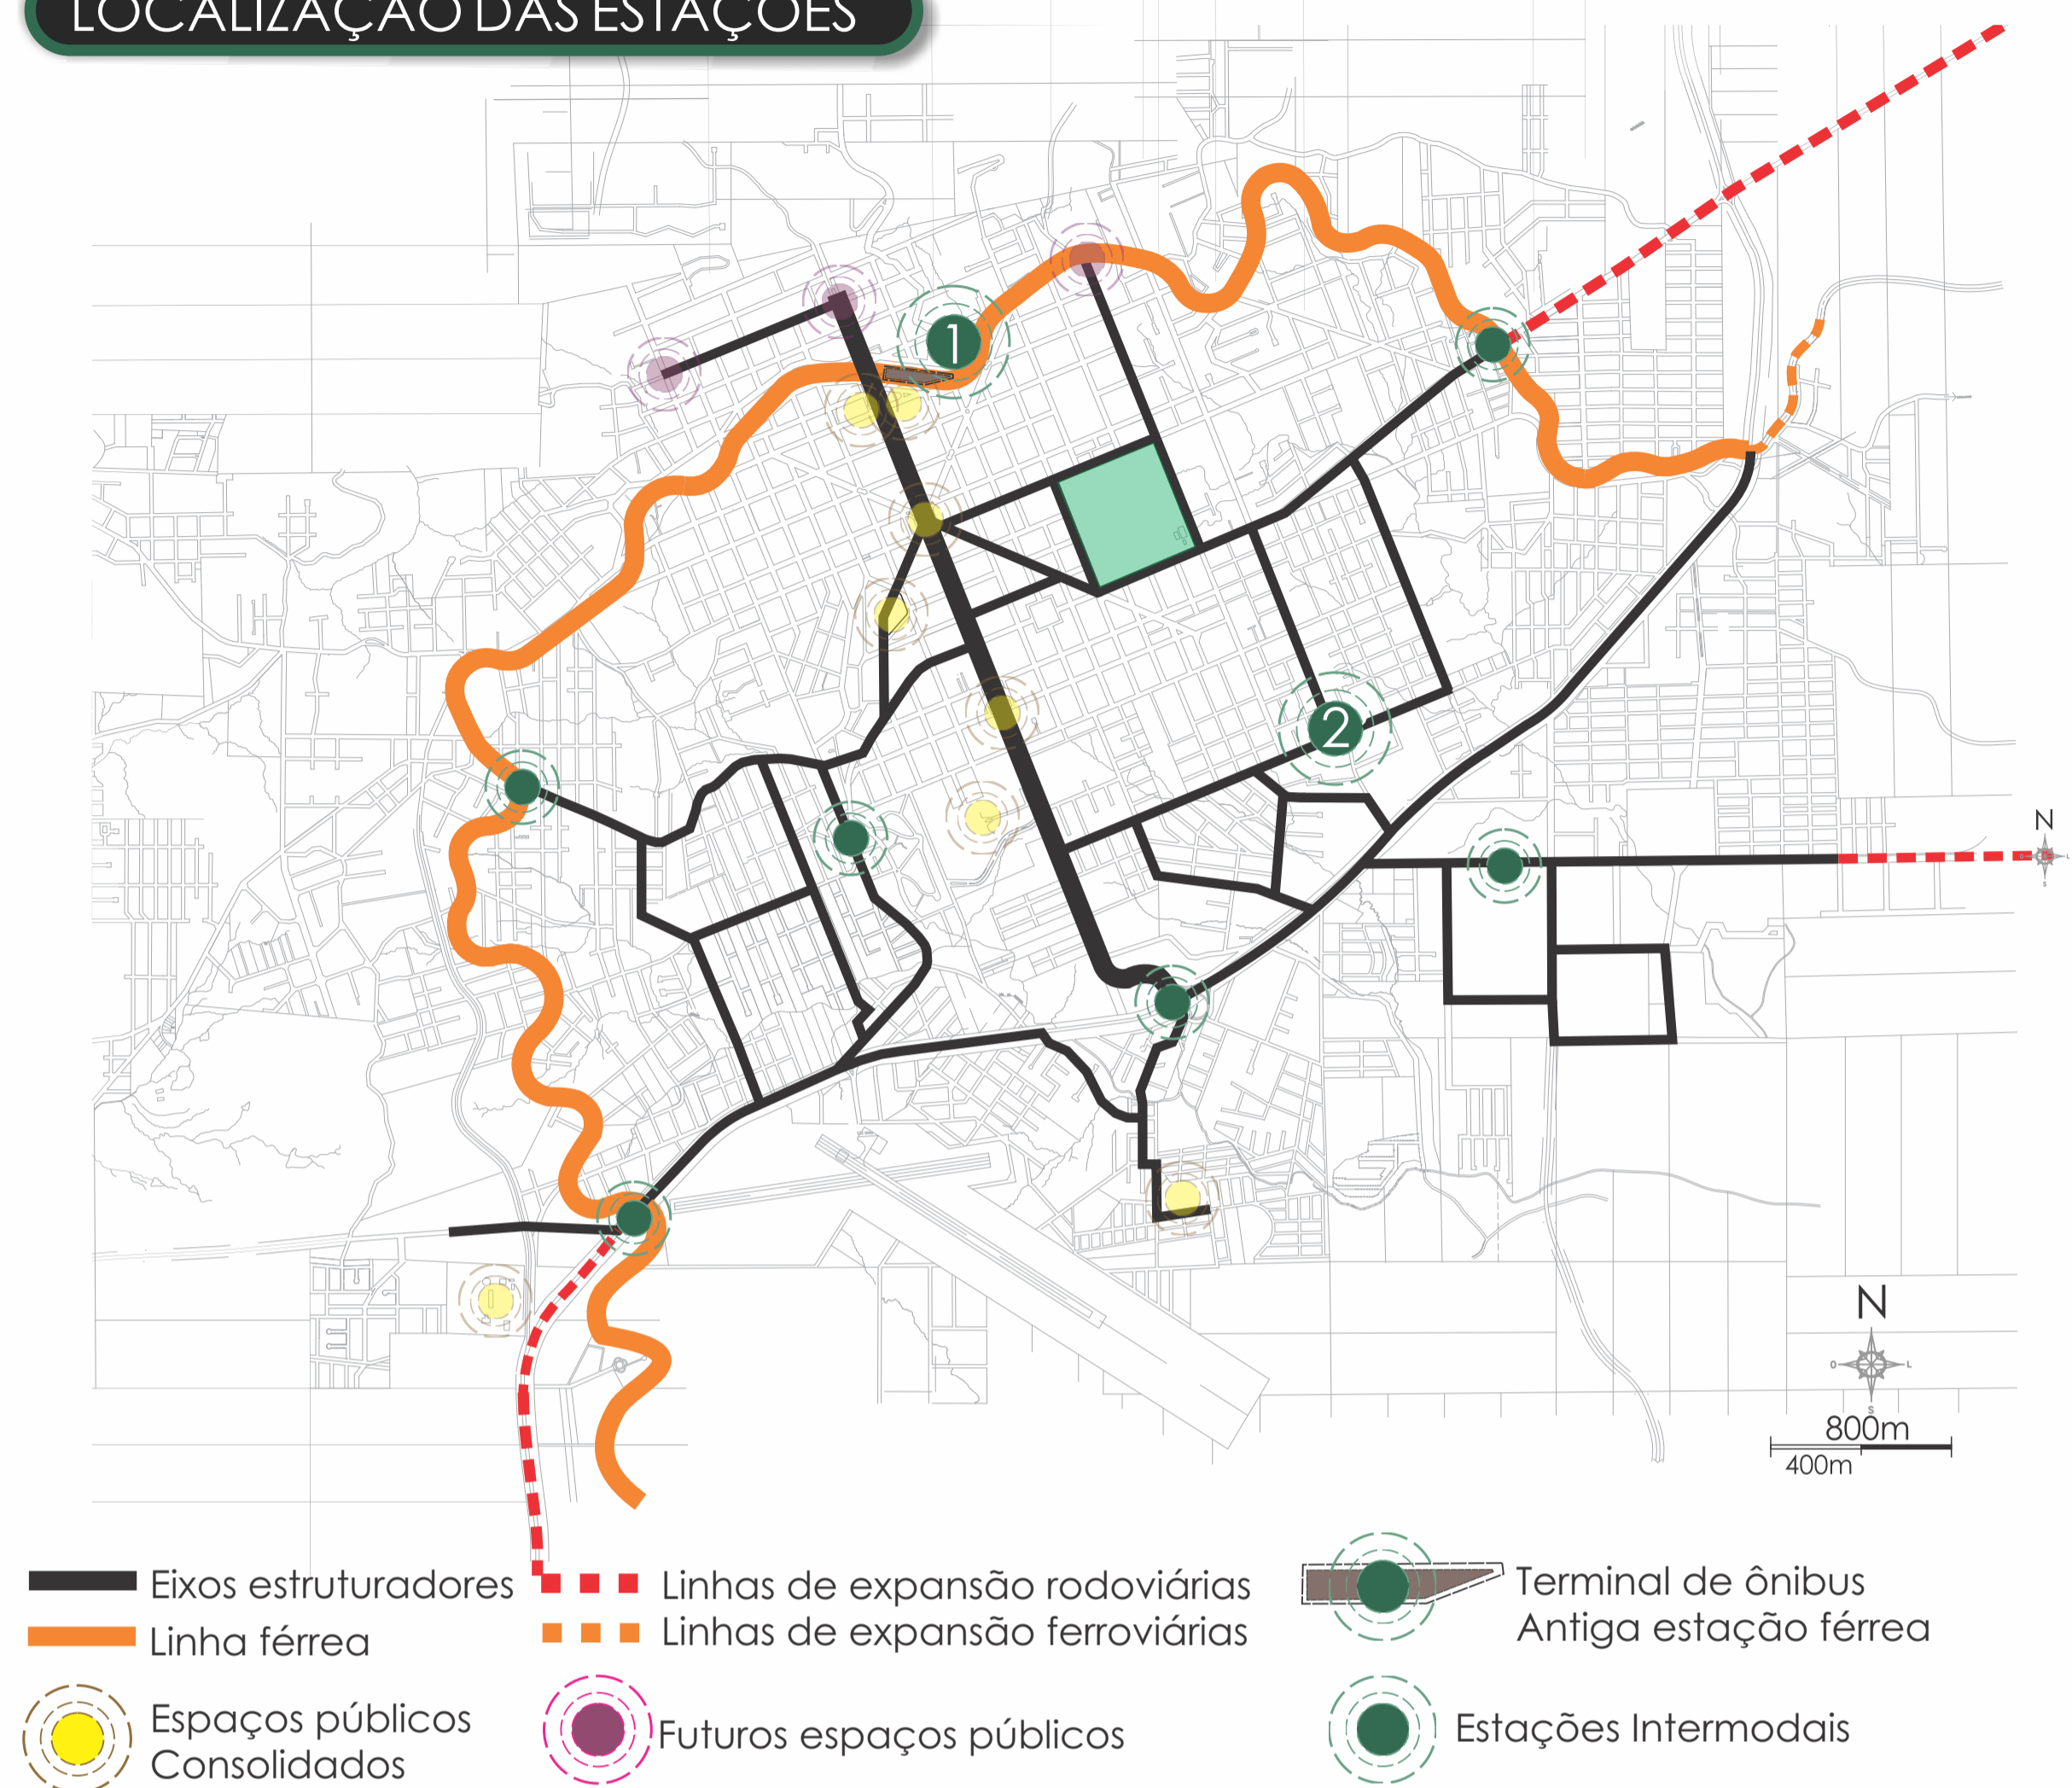 LOCALIZAÇÃO DAS ESTAÇÕES
1
2
N
N
O L
S
800m
400m
Eixos estruturadores
Linha férrea
Linhas de expansão rodoviárias
Linhas de expansão ferroviárias
Terminal de ônibus
Antiga estação férrea
Espaços públicos
Consolidados
Futuros espaços públicos
Estações Intermodais